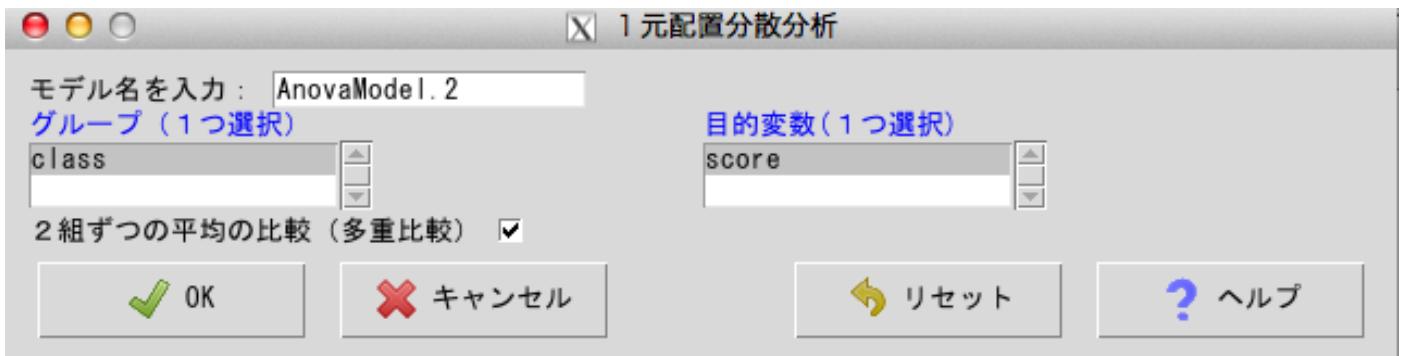 1元配置分散分析
モデル名を入力: AnovaModel.2
グループ(1つ選択) 目的変数(1つ選択)
class score
2組ずつの平均の比較(多重比較)
OK キャンセル リセット ヘルプ